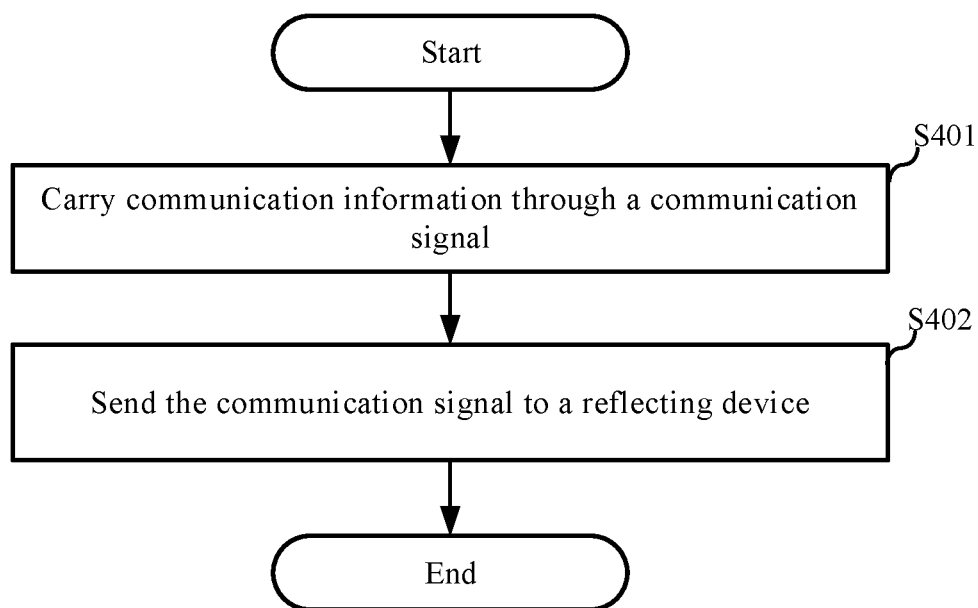 Start
S401
Carry communication information through a communication
signal
S402
Send the communication signal to a reflecting device
End